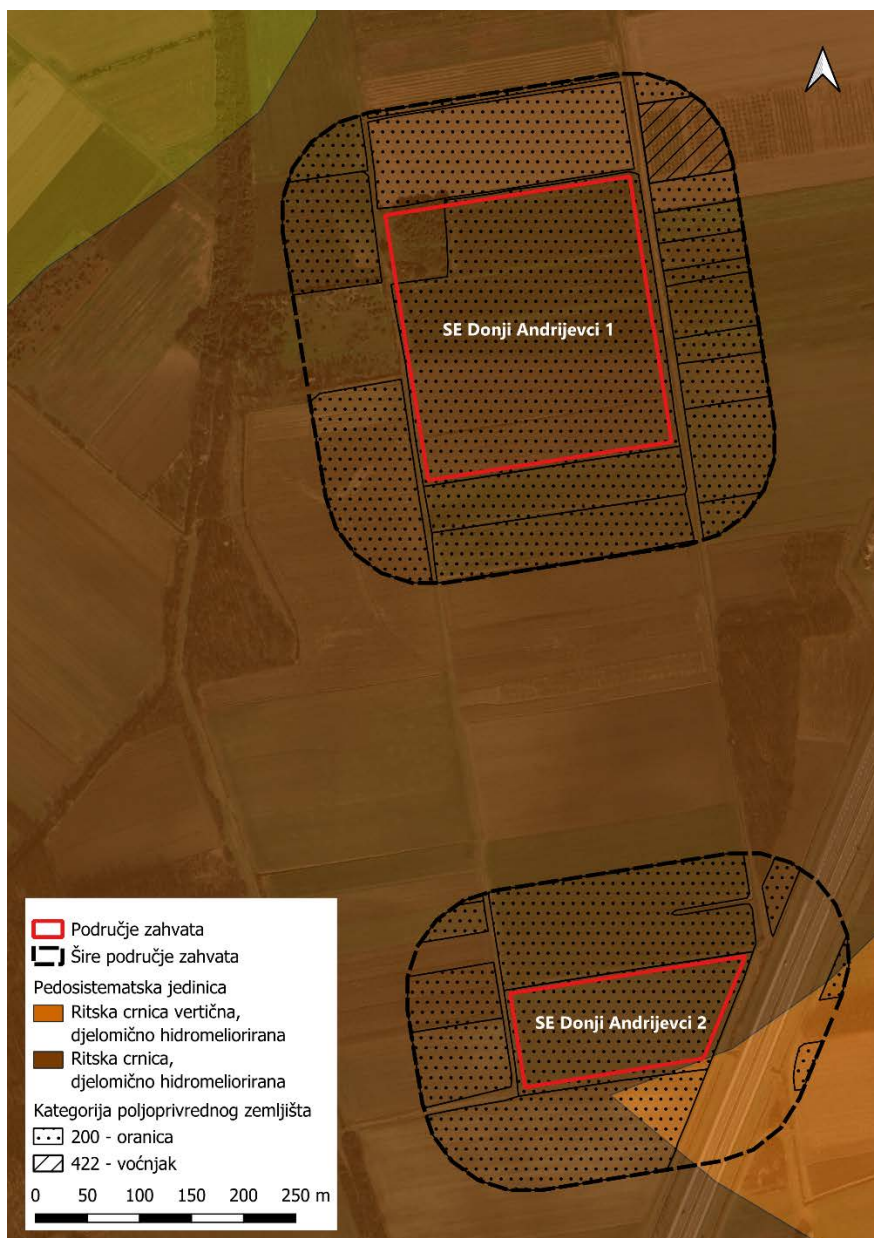 SE Donji Andrijevci 1
SE Donji Andrijevci 2
Područje zahvata
Šire područje zahvata
Pedosistematska jedinica
Ritska crnica vertična,
djelomično hidromeliorirana
Ritska crnica,
djelomično hidromeliorirana
Kategorija poljoprivrednog zemljišta
200 - oranica
422 - voćnjak
0 50 100 150 200 250 m